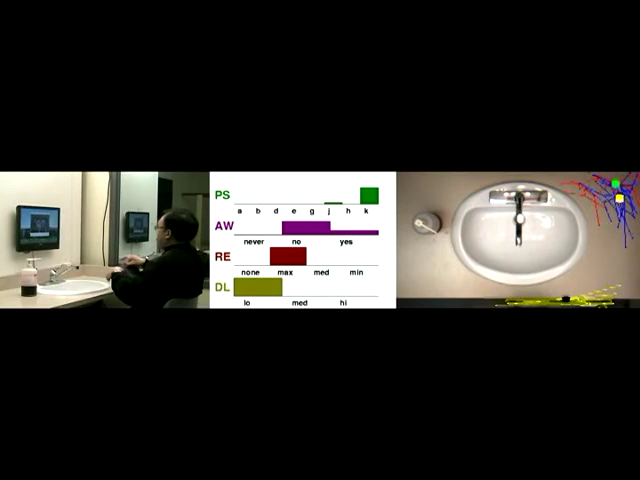 PS
a b d e g j h k
AW
never no yes
RE
none max med min
DL
lo med hi